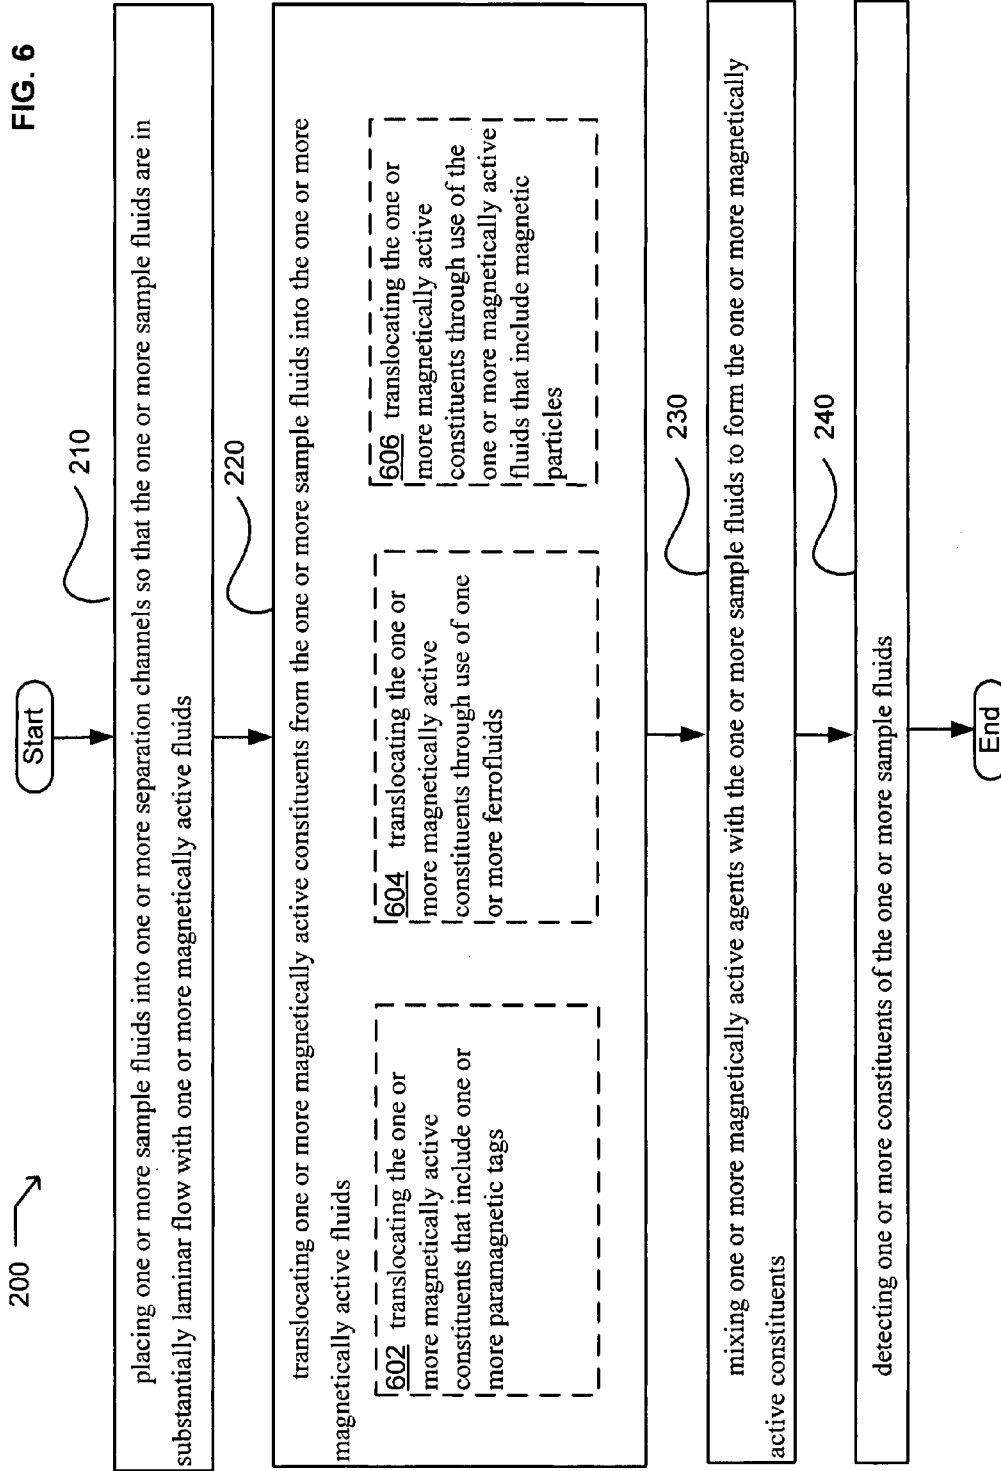 FIG. 6
200
Start
210
placing one or more sample fluids into one or more separation channels so that the one or more sample fluids are in
substantially laminar flow with one or more magnetically active fluids
220
translocating one or more magnetically active constituents from the one or more sample fluids into the one or more
magnetically active fluids
602 translocating the one or
more magnetically active
constituents that include one or
more paramagnetic tags
604 translocating the one or
more magnetically active
constituents through use of one
or more ferrofluids
606 translocating the one or
more magnetically active
constituents through use of the
one or more magnetically active
fluids that include magnetic
particles
230
mixing one or more magnetically active agents with the one or more sample fluids to form the one or more magnetically
active constituents
240
detecting one or more constituents of the one or more sample fluids
End